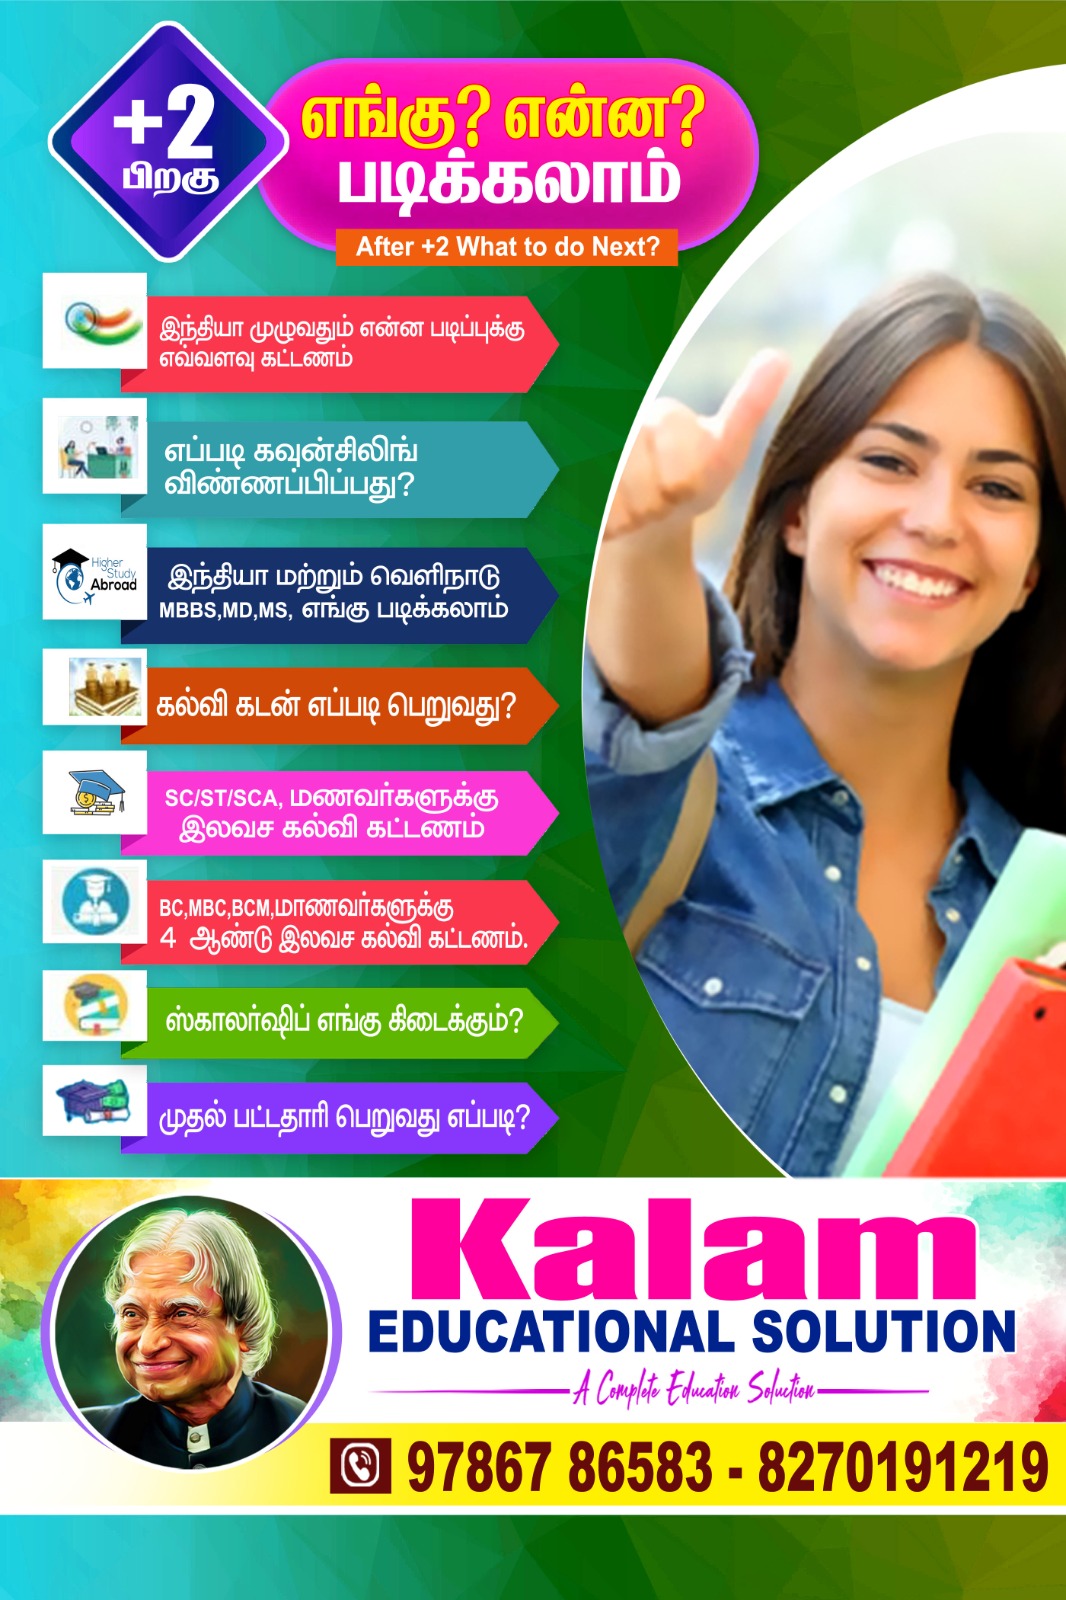 +2
பிறகு
எங்கு? என்ன?
படிக்கலாம்
After +2 What to do Next?
இந்தியா முழுவதும் என்ன படிப்புக்கு
எவ்வளவு கட்டணம்
எப்படி கவுன்சிலிங்
விண்ணப்பிப்பது?
Higher
Study
Abroad
இந்தியா மற்றும் வெளிநாடு
MBBS,MD,MS, எங்கு படிக்கலாம்
கல்வி கடன் எப்படி பெறுவது?
SC/ST/SCA, மணவர்களுக்கு
இலவச கல்வி கட்டணம்
BC,MBC,BCM,மாணவர்களுக்கு
4 ஆண்டு இலவச கல்வி கட்டணம்.
ஸ்காலர்ஷிப் எங்கு கிடைக்கும்?
முதல் பட்டதாரி பெறுவது எப்படி?
Kalam
EDUCATIONAL SOLUTION
A Complete Education Soluction
97867 86583 - 8270191219